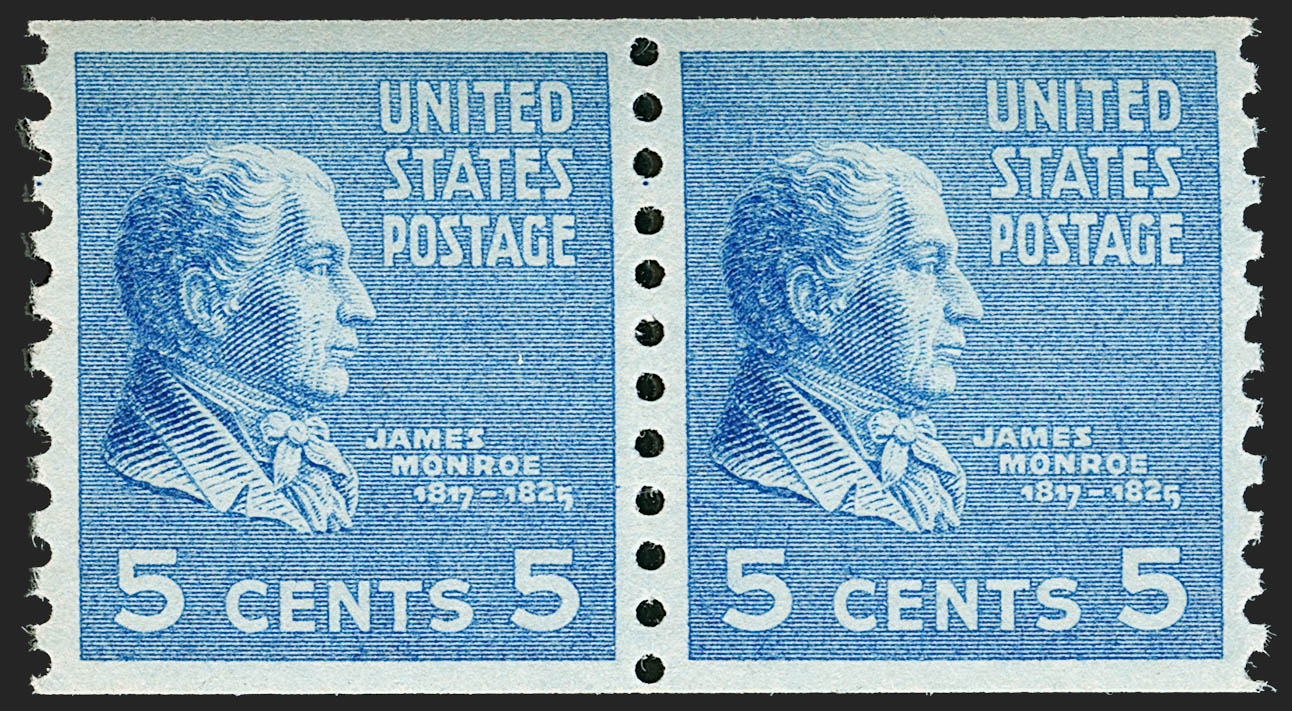 UNITED
STATES
POSTAGE
JAMES
MONROE
1817-1825
5 CENTS 5
UNITED
STATES
POSTAGE
JAMES
MONROE
1817-1825
5 CENTS 5